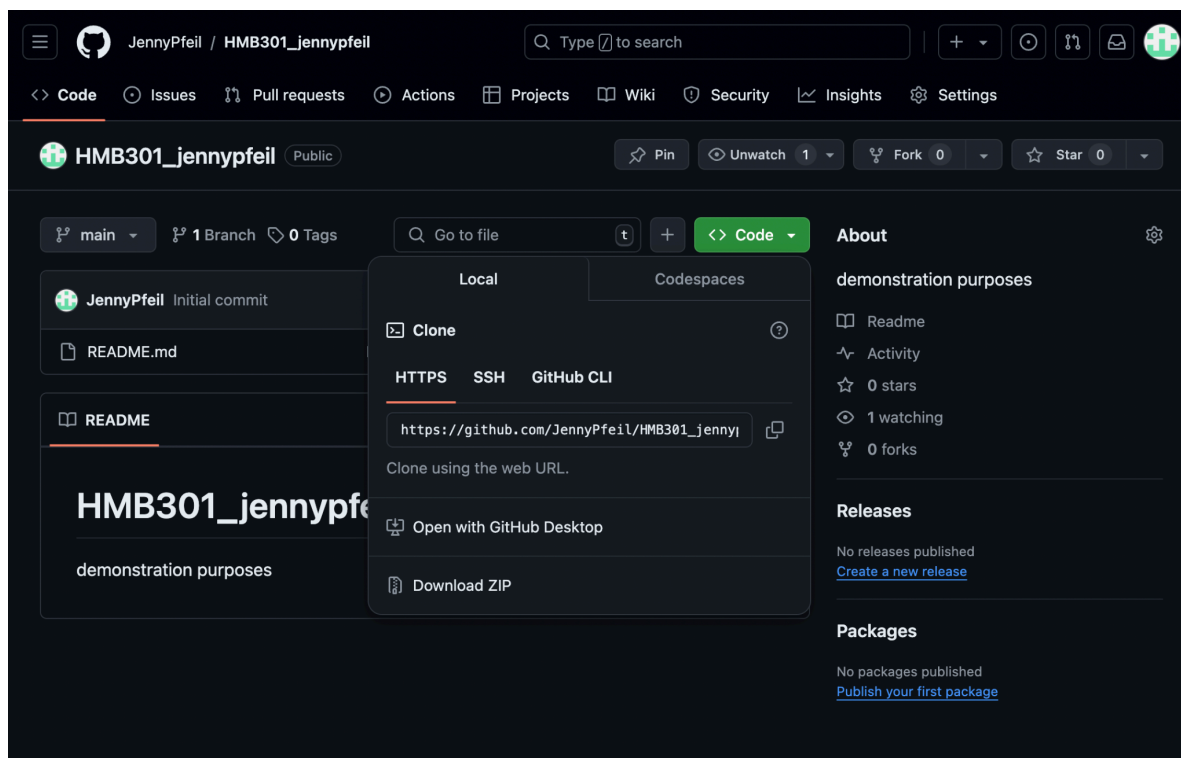 JennyPfeil / HMB301_jennypfeil
Type / to search
Code Issues Pull requests Actions Projects Wiki Security Insights Settings
HMB301_jennypfeil Public
Pin Unwatch 1 Fork 0 Star 0
main 1 Branch 0 Tags
Go to file t
Code
About
Local Codespaces
demonstration purposes
JennyPfeil Initial commit
Clone
Readme
README.md
Activity
HTTPS SSH GitHub CLI
0 stars
README
https://github.com/JennyPfeil/HMB301_jenny
1 watching
Clone using the web URL.
0 forks
HMB301_jennypfe
Releases
Open with GitHub Desktop
No releases published
demonstration purposes
Create a new release
Download ZIP
Packages
No packages published
Publish your first package